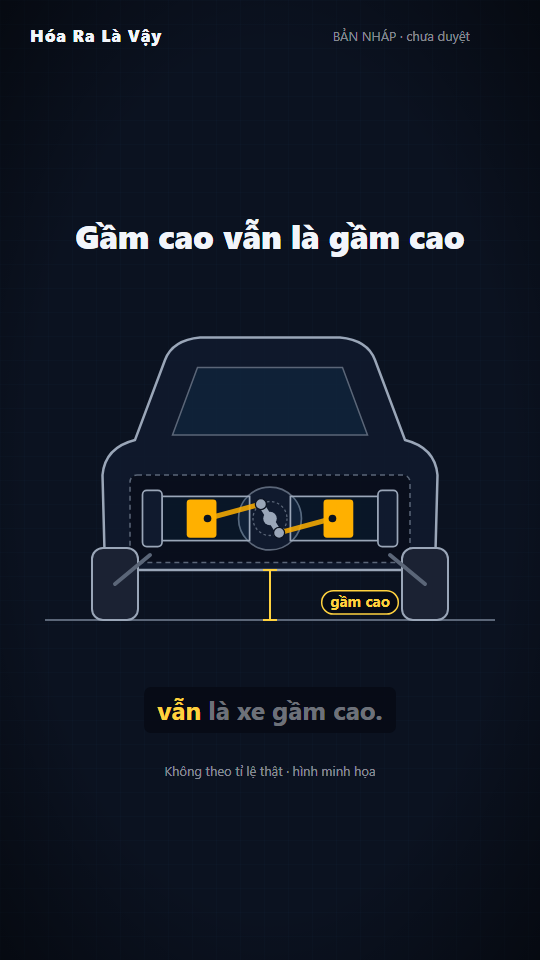 Hóa Ra Là Vậy
BẢN NHÁP · chưa duyệt
Gầm cao vẫn là gầm cao
gầm cao
vẫn là xe gầm cao.
Không theo tỉ lệ thật · hình minh họa